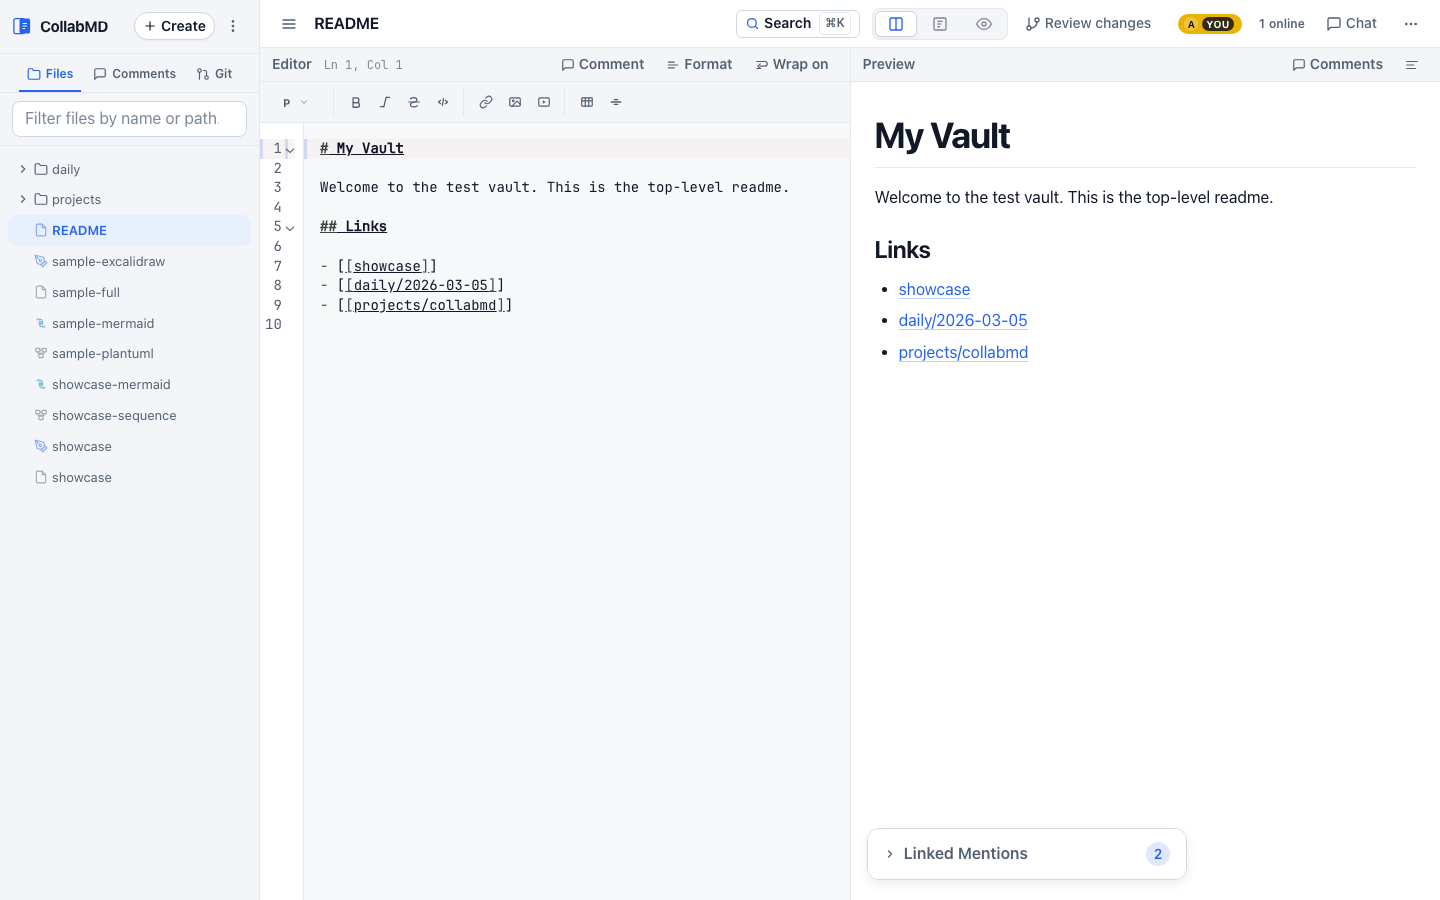 CollabMD
Create
Files
Comments
Git
Filter files by name or path.
daily
projects
README
sample-excalidraw
sample-full
sample-mermaid
sample-plantuml
showcase-mermaid
showcase-sequence
showcase
showcase
README
Search ⌘K
Review changes
A YOU
1 online
Chat
Editor Ln 1, Col 1
Comment
Format
Wrap on
P
B
1 # My Vault
2
3 Welcome to the test vault. This is the top-level readme.
4
5 ## Links
6
7 - [[showcase]]
8 - [[daily/2026-03-05]]
9 - [[projects/collabmd]]
10
Preview
Comments
My Vault
Welcome to the test vault. This is the top-level readme.
Links
• showcase
• daily/2026-03-05
• projects/collabmd
Linked Mentions 2